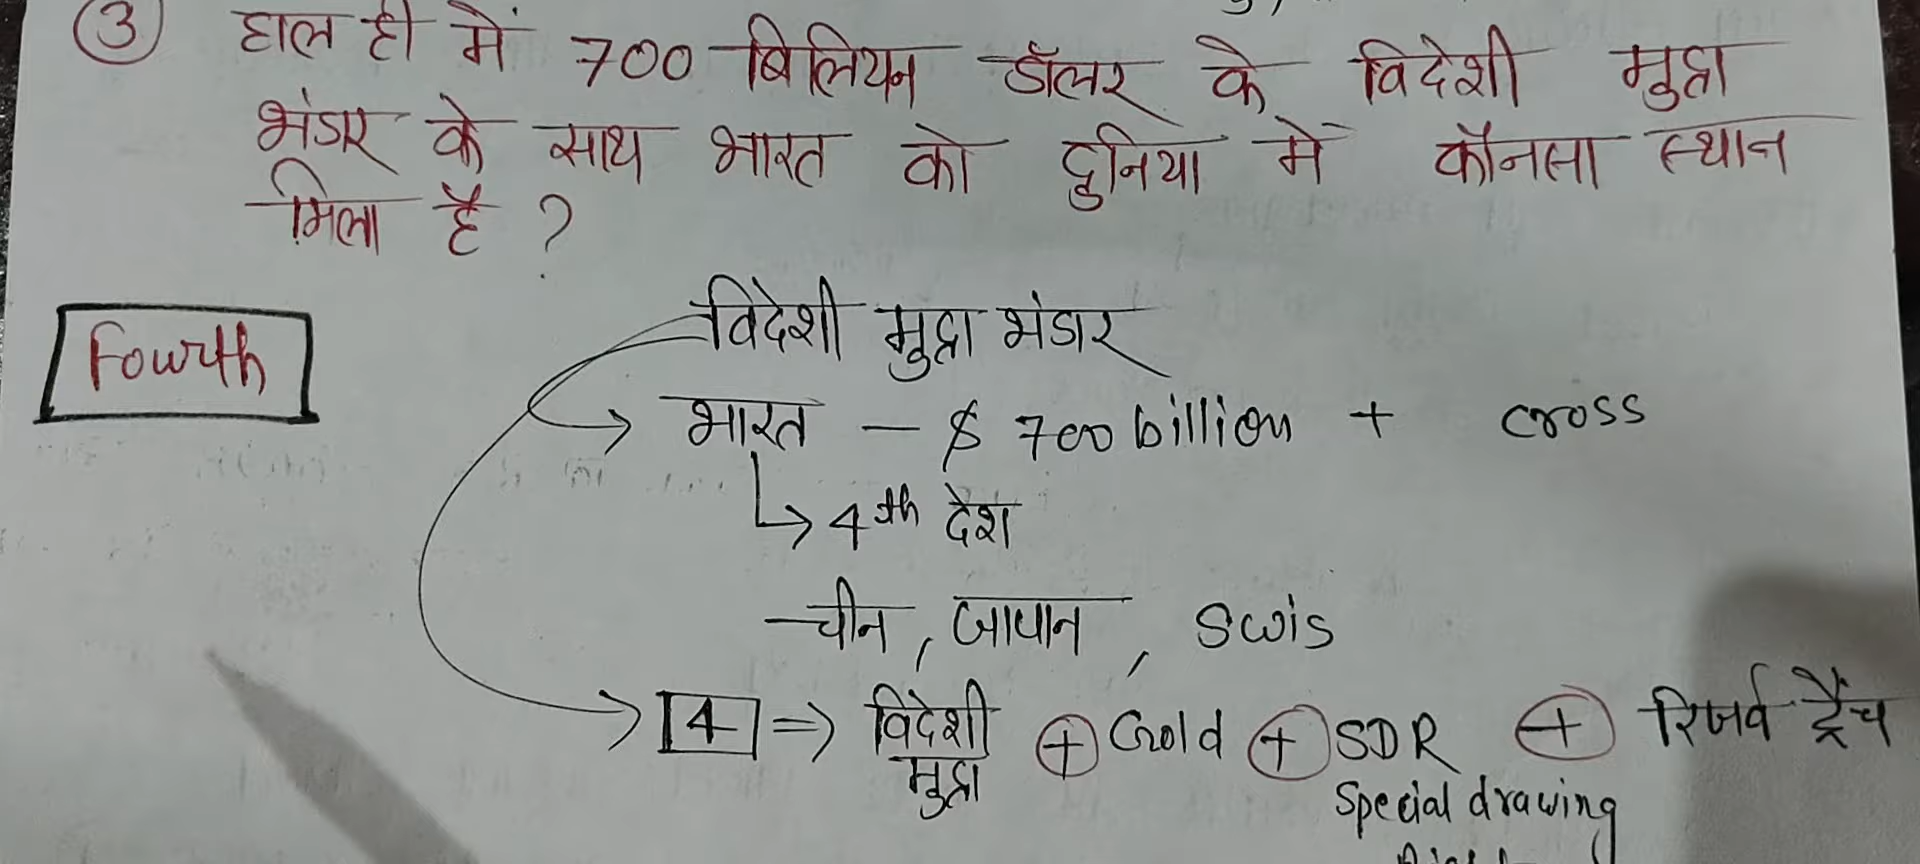 ③ हाल ही में 700 बिलियन डॉलर के विदेशी मुद्रा
भंडार के साथ भारत को दुनिया में कौनसा स्थान
मिला है ?
Fourth
विदेशी मुद्रा भंडार
→ भारत – $ 700 billion + cross
↳ 4th देश
चीन, जापान, Swis
→ 4 ⇒ विदेशी मुद्रा ⊕ Gold ⊕ SDR ⊕ रिजर्व ट्रैंच
Special drawing